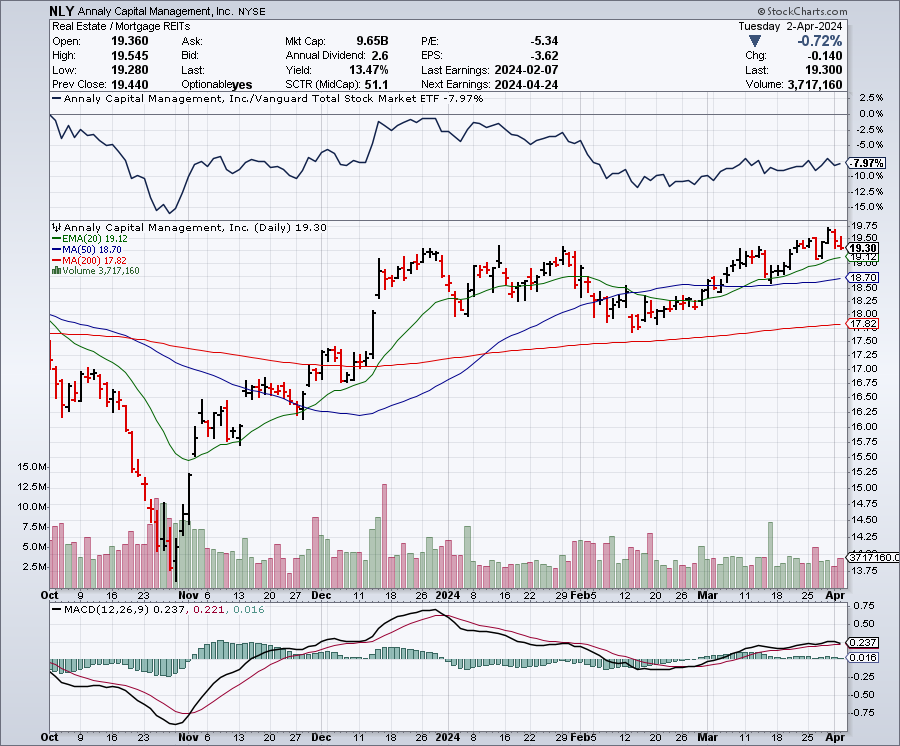 NLY Annaly Capital Management, Inc. NYSE © StockCharts.com
Real Estate / Mortgage REITs Tuesday 2-Apr-2024
Open: 19.360 Ask: Mkt Cap: 9.65B P/E: -5.34 ▼ -0.72%
High: 19.545 Bid: Annual Dividend: 2.6 EPS: -3.62 Chg: -0.140
Low: 19.280 Last: Yield: 13.47% Last Earnings: 2024-02-07 Last: 19.300
Prev Close: 19.440 Optionable yes SCTR (MidCap): 51.1 Next Earnings: 2024-04-24 Volume: 3,717,160
Annaly Capital Management, Inc./Vanguard Total Stock Market ETF -7.97%
2.5%
0.0%
-2.5%
-5.0%
-7.97%
-10.0%
-12.5%
-15.0%
Annaly Capital Management, Inc. (Daily) 19.30
EMA(20) 19.12
MA(50) 18.70
MA(200) 17.82
Volume 3,717,160
19.75
19.50
19.30
19.12
19.00
18.70
18.50
18.25
18.00
17.82
17.50
17.25
17.00
16.75
16.50
16.25
16.00
15.75
15.50
15.25
15.00
14.75
14.50
14.25
3717160.0
13.75
15.0M
12.5M
10.0M
7.5M
5.0M
2.5M
Oct 9 16 23 Nov 6 13 20 27 Dec 11 18 26 2024 8 16 22 29 Feb 5 12 20 26 Mar 11 18 25 Apr
MACD(12,26,9) 0.237, 0.221, 0.016
0.75
0.50
0.237
0.016
-0.25
-0.50
-0.75
Oct 9 16 23 Nov 6 13 20 27 Dec 11 18 26 2024 8 16 22 29 Feb 5 12 20 26 Mar 11 18 25 Apr